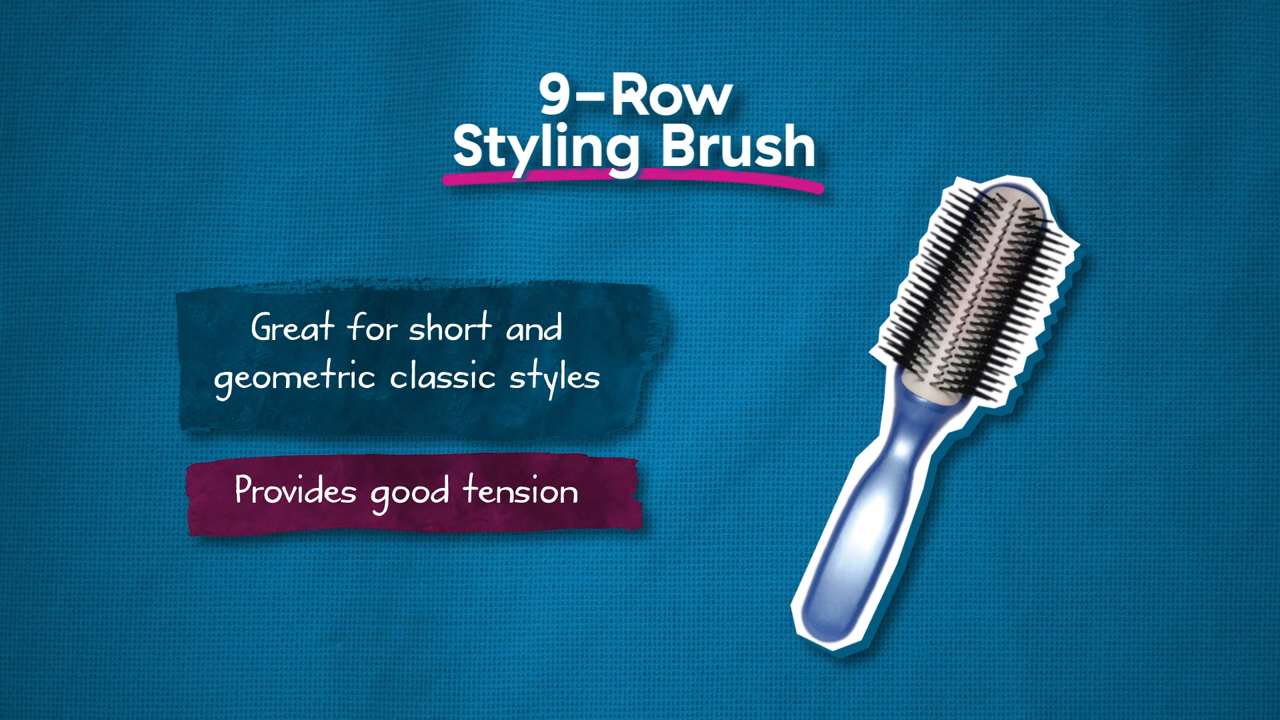 9-Row
Styling Brush
Great for short and
geometric classic styles
Provides good tension